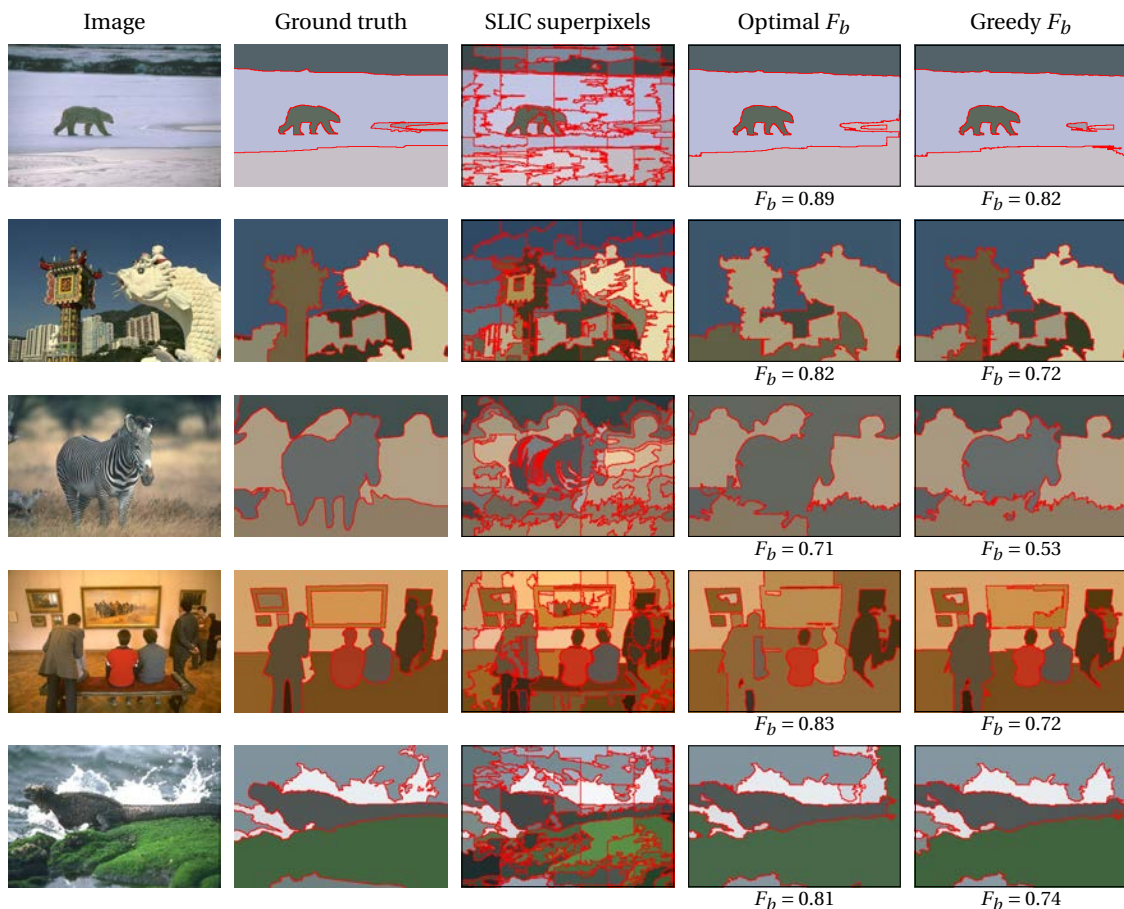 Image Ground truth SLIC superpixels Optimal F_b Greedy F_b
F_b = 0.89 F_b = 0.82
F_b = 0.82 F_b = 0.72
F_b = 0.71 F_b = 0.53
F_b = 0.83 F_b = 0.72
F_b = 0.81 F_b = 0.74